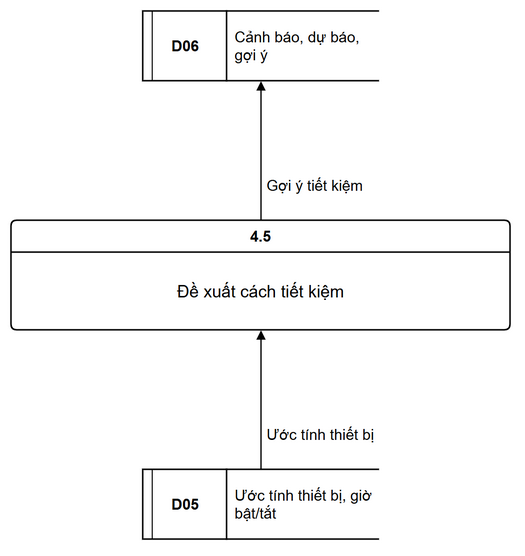 D06
Cảnh báo, dự báo,
gợi ý
Gợi ý tiết kiệm
4.5
Đề xuất cách tiết kiệm
Ước tính thiết bị
D05
Ước tính thiết bị, giờ
bật/tắt